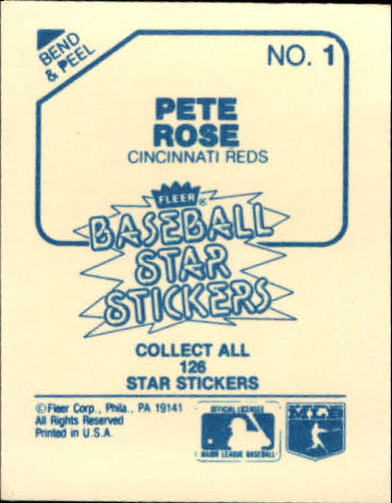 BEND
& PEEL
NO. 1
PETE
ROSE
CINCINNATI REDS
FLEER®
BASEBALL
STAR
STICKERS
COLLECT ALL
126
STAR STICKERS
© Fleer Corp., Phila., PA 19141
All Rights Reserved
Printed in U.S.A.
OFFICIAL LICENSEE
MAJOR LEAGUE BASEBALL